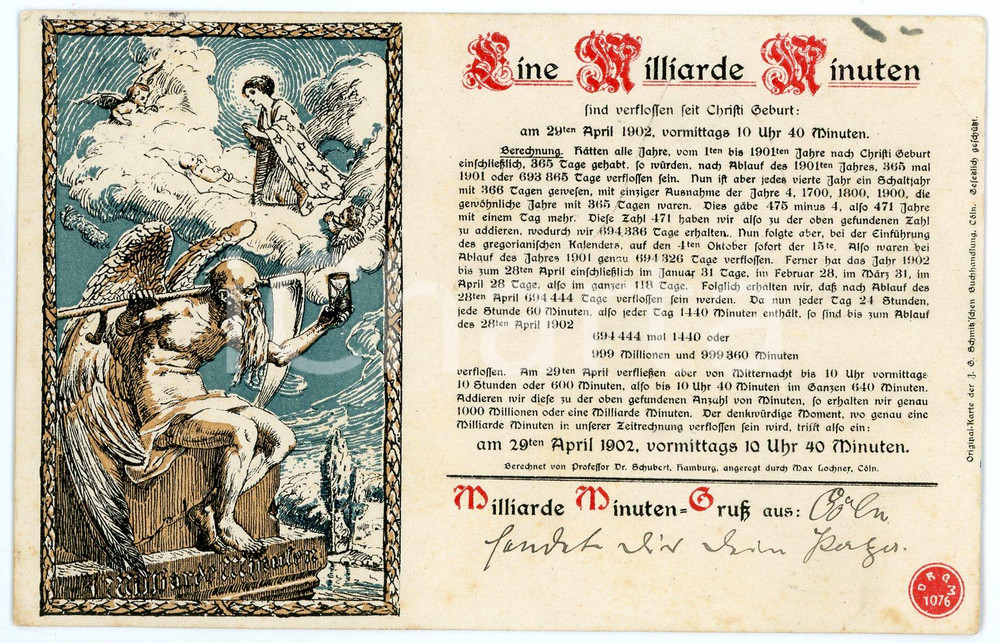 Eine Milliarde Minuten
sind verflossen seit Christi Geburt:
am 29ten April 1902, vormittags 10 Uhr 40 Minuten.
Berechnung. Hätten alle Jahre, vom 1ten bis 1901ten Jahre nach Christi Geburt
einschließlich, 365 Tage gehabt, so würden, nach Ablauf des 1901ten Jahres, 365 mal
1901 oder 693 865 Tage verflossen sein. Nun ist aber jedes vierte Jahr ein Schaltjahr
mit 366 Tagen gewesen, mit einziger Ausnahme der Jahre 4, 1700, 1800, 1900, die
gewöhnliche Jahre mit 365 Tagen waren. Dies gäbe 475 minus 4, also 471 Jahre
mit einem Tag mehr. Diese Zahl 471 haben wir also zu der oben gefundenen Zahl
zu addieren, wodurch wir 694 336 Tage erhalten. Nun folgte aber, bei der Einführung
des gregorianischen Kalenders, auf den 4ten Oktober sofort der 15te. Also waren bei
Ablauf des Jahres 1901 genau 694 326 Tage verflossen. Ferner hat das Jahr 1902
bis zum 28ten April einschließlich im Januar 31 Tage, im Februar 28, im März 31, im
April 28 Tage, also im ganzen 118 Tage. Folglich erhalten wir, daß nach Ablauf des
28ten April 694 444 Tage verflossen sein werden. Da nun jeder Tag 24 Stunden,
jede Stunde 60 Minuten, also jeder Tag 1440 Minuten enthält, so sind bis zum Ablauf
des 28ten April 1902
694 444 mal 1440 oder
999 Millionen und 999 360 Minuten
verflossen. Am 29ten April verfließen aber von Mitternacht bis 10 Uhr vormittags
10 Stunden oder 600 Minuten, also bis 10 Uhr 40 Minuten im Ganzen 640 Minuten.
Addieren wir diese zu der oben gefundenen Anzahl von Minuten, so erhalten wir genau
1000 Millionen oder eine Milliarde Minuten. Der denkwürdige Moment, wo genau eine
Milliarde Minuten in unserer Zeitrechnung verflossen sein wird, trifft also ein:
am 29ten April 1902, vormittags 10 Uhr 40 Minuten.
Berechnet von Professor Dr. Schubert, Hamburg, angeregt durch Max Lochner, Cöln.
Milliarde Minuten-Gruß aus: Cöln
sendet Dir Dein
Original-Karte der J. G. Schmitz'schen Buchhandlung, Cöln. Gesetzlich geschützt.
Milliarde Minuten
DRGM
1076